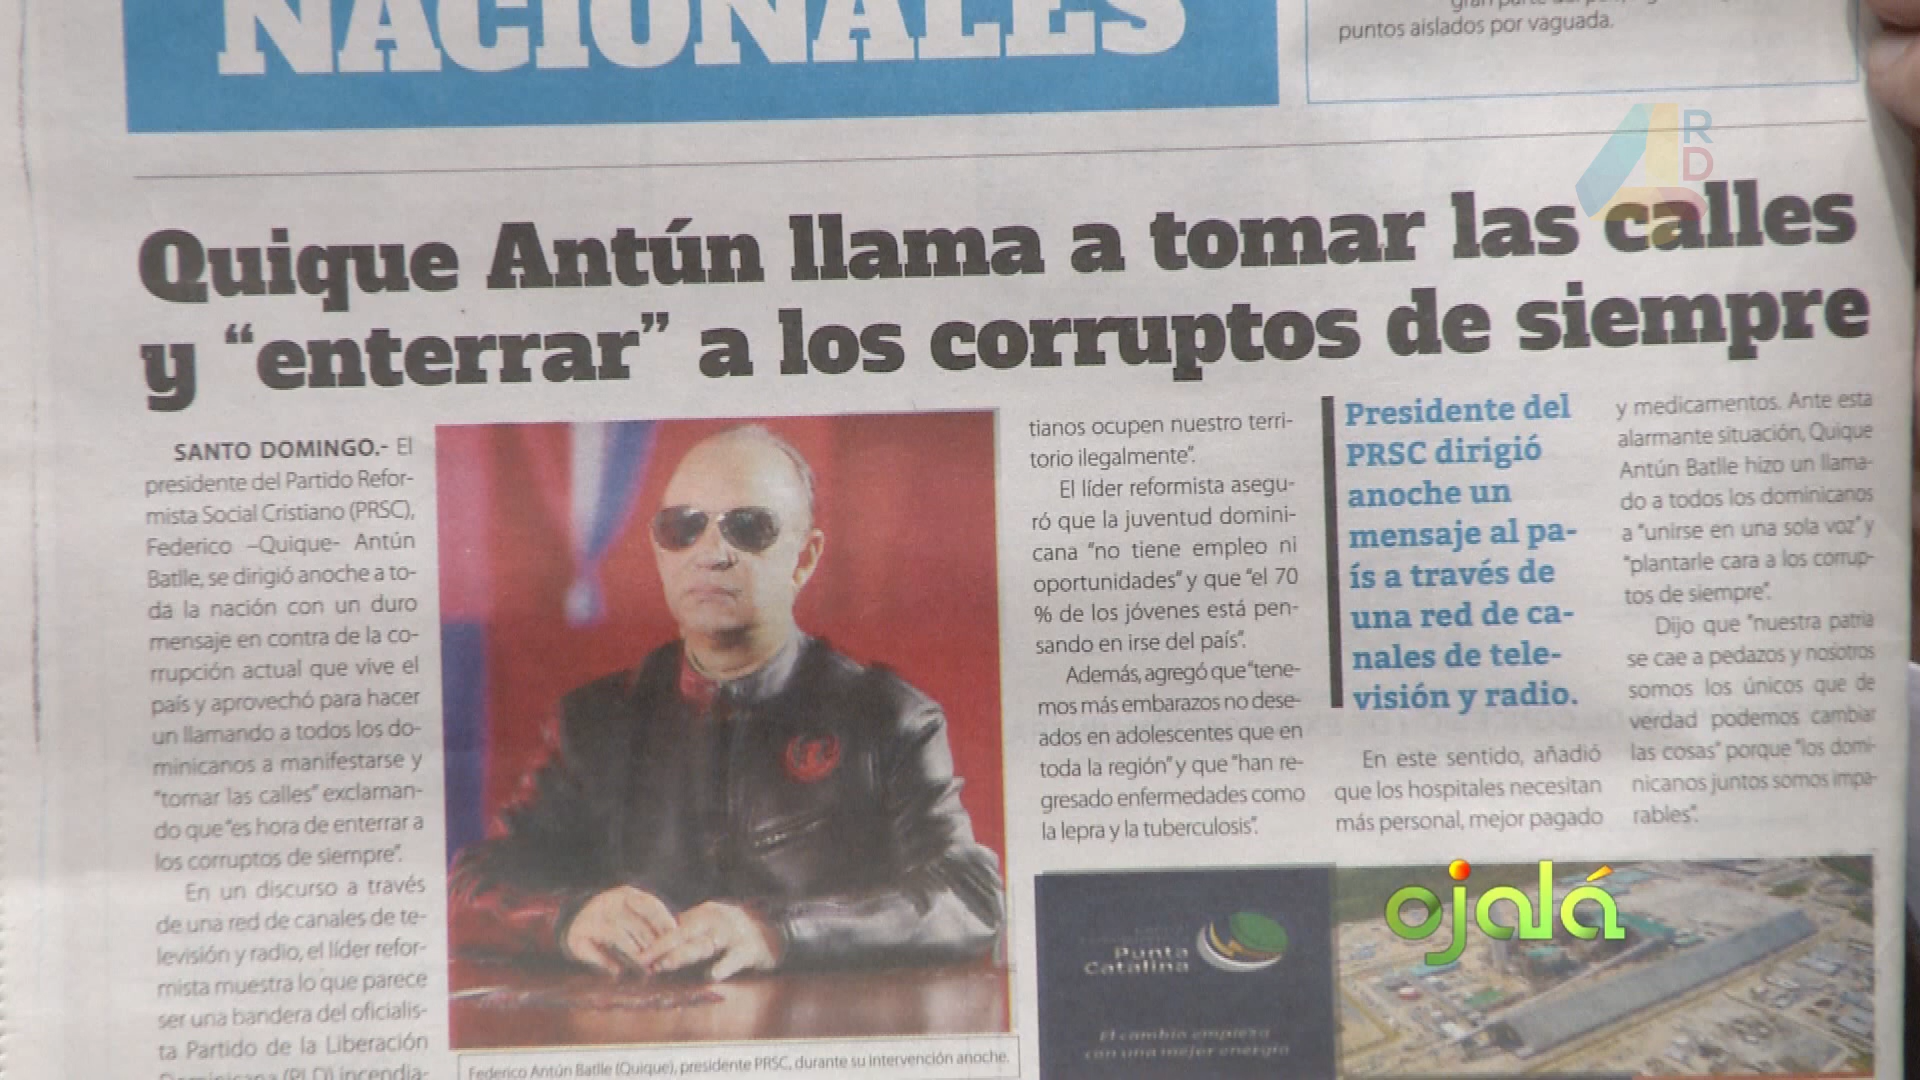 NACIONALES
puntos aislados por vaguada.
RD
Quique Antún llama a tomar las calles
y “enterrar” a los corruptos de siempre
SANTO DOMINGO.- El
presidente del Partido Refor-
mista Social Cristiano (PRSC),
Federico –Quique- Antún
Batlle, se dirigió anoche a to-
da la nación con un duro
mensaje en contra de la co-
rrupción actual que vive el
país y aprovechó para hacer
un llamando a todos los do-
minicanos a manifestarse y
“tomar las calles” exclaman-
do que “es hora de enterrar a
los corruptos de siempre”.
En un discurso a través
de una red de canales de te-
levisión y radio, el líder refor-
mista muestra lo que parece
ser una bandera del oficialis-
ta Partido de la Liberación
Dominicana (PLD) incendia-
Federico Antún Batlle (Quique), presidente PRSC, durante su intervención anoche.
tianos ocupen nuestro terri-
torio ilegalmente”.
El líder reformista asegu-
ró que la juventud domini-
cana “no tiene empleo ni
oportunidades” y que “el 70
% de los jóvenes está pen-
sando en irse del país”.
Además, agregó que “tene-
mos más embarazos no dese-
ados en adolescentes que en
toda la región” y que “han re-
gresado enfermedades como
la lepra y la tuberculosis”.
Presidente del
PRSC dirigió
anoche un
mensaje al pa-
ís a través de
una red de ca-
nales de tele-
visión y radio.
En este sentido, añadió
que los hospitales necesitan
más personal, mejor pagado
y medicamentos. Ante esta
alarmante situación, Quique
Antún Batlle hizo un llama-
do a todos los dominicanos
a “unirse en una sola voz” y
“plantarle cara a los corrup-
tos de siempre”.
Dijo que “nuestra patria
se cae a pedazos y nosotros
somos los únicos que de
verdad podemos cambiar
las cosas” porque “los domi-
nicanos juntos somos impa-
rables”.
Punta
Catalina
El cambio empieza
con una mejor energía
ojalá